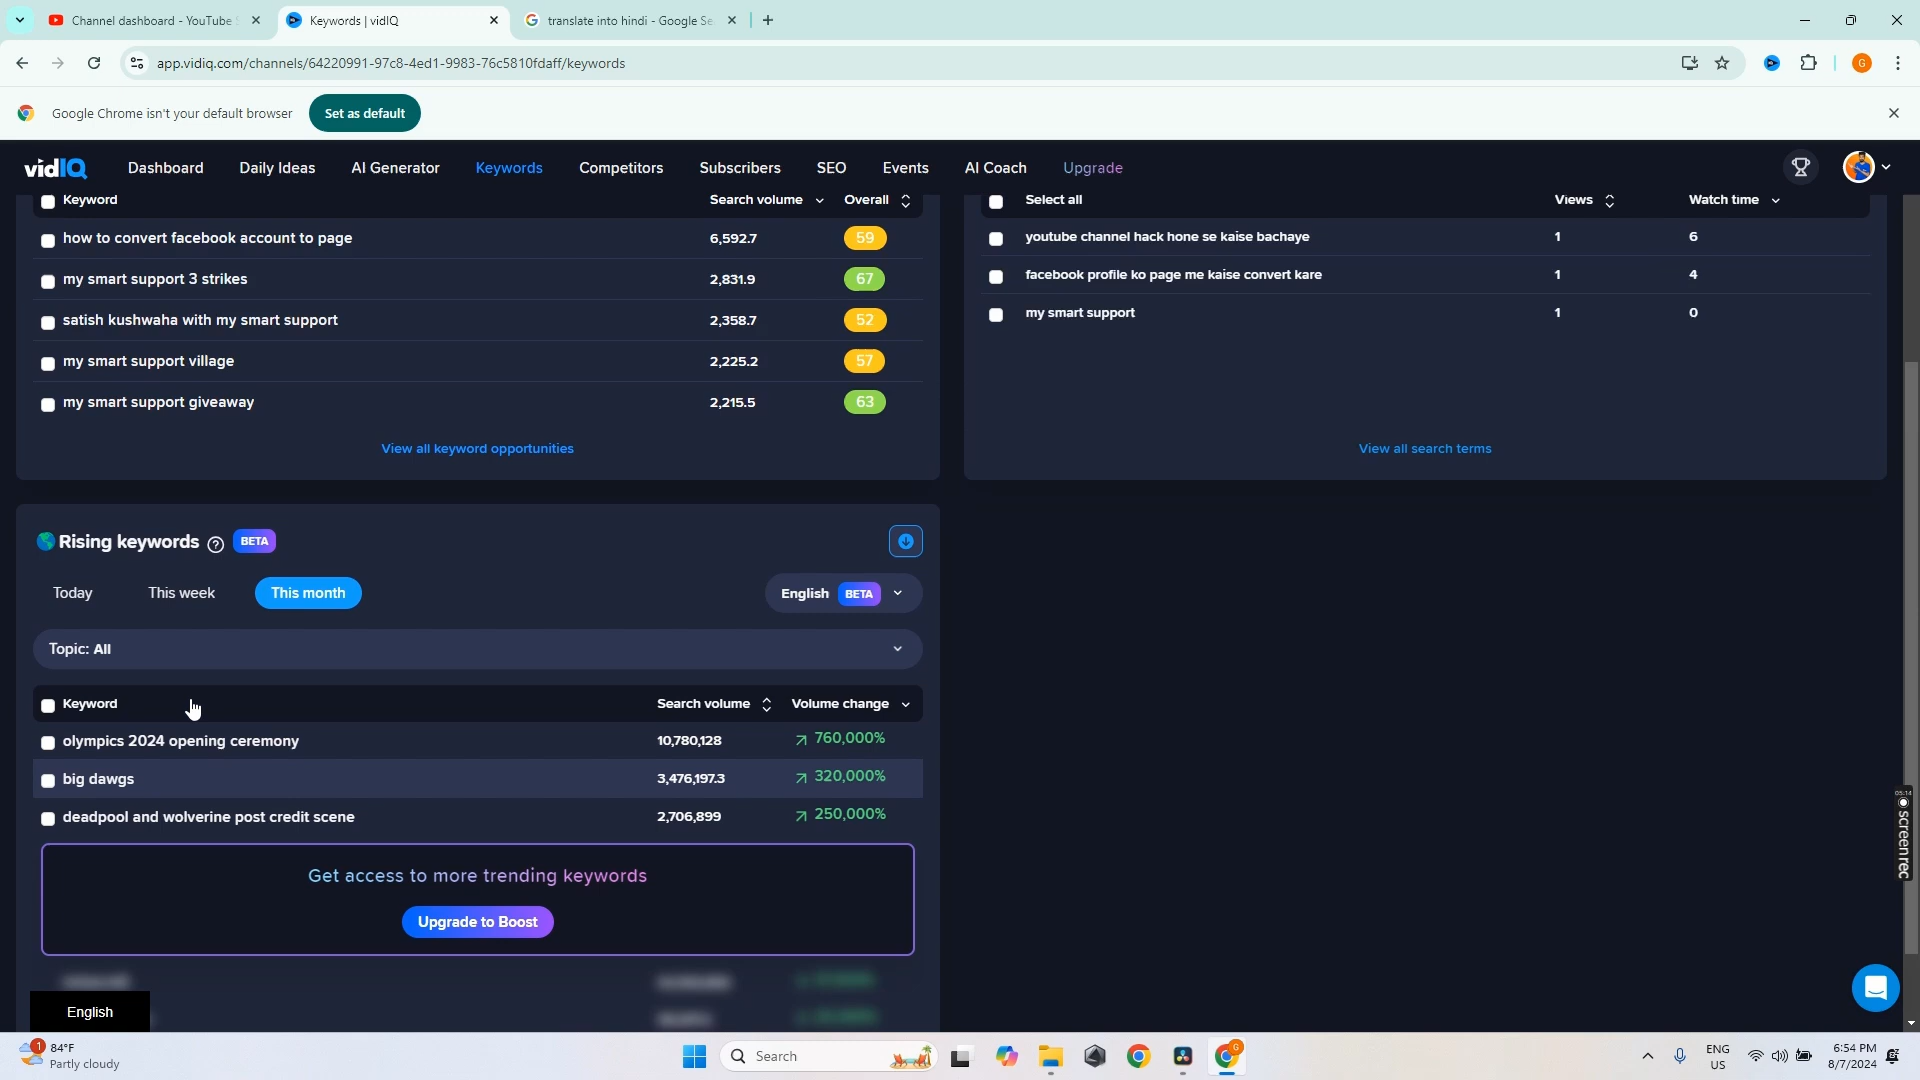 Channel dashboard - YouTube S
Keywords | vidIQ
translate into hindi - Google Se
app.vidiq.com/channels/64220991-97c8-4ed1-9983-76c5810fdaff/keywords
G
Google Chrome isn't your default browser
Set as default
vidIQ
Dashboard
Daily Ideas
AI Generator
Keywords
Competitors
Subscribers
SEO
Events
AI Coach
Upgrade
Keyword Search volume Overall
how to convert facebook account to page 6,592.7 59
my smart support 3 strikes 2,831.9 67
satish kushwaha with my smart support 2,358.7 52
my smart support village 2,225.2 57
my smart support giveaway 2,215.5 63
View all keyword opportunities
Select all Views Watch time
youtube channel hack hone se kaise bachaye 1 6
facebook profile ko page me kaise convert kare 1 4
my smart support 1 0
View all search terms
Rising keywords ? BETA
Today This week This month
English BETA
Topic: All
Keyword Search volume Volume change
olympics 2024 opening ceremony 10,780,128 760,000%
big dawgs 3,476,197.3 320,000%
deadpool and wolverine post credit scene 2,706,899 250,000%
Get access to more trending keywords
Upgrade to Boost
English
05:14
screenrec
1
84°F
Partly cloudy
Search
G
ENG
US
6:54 PM
8/7/2024